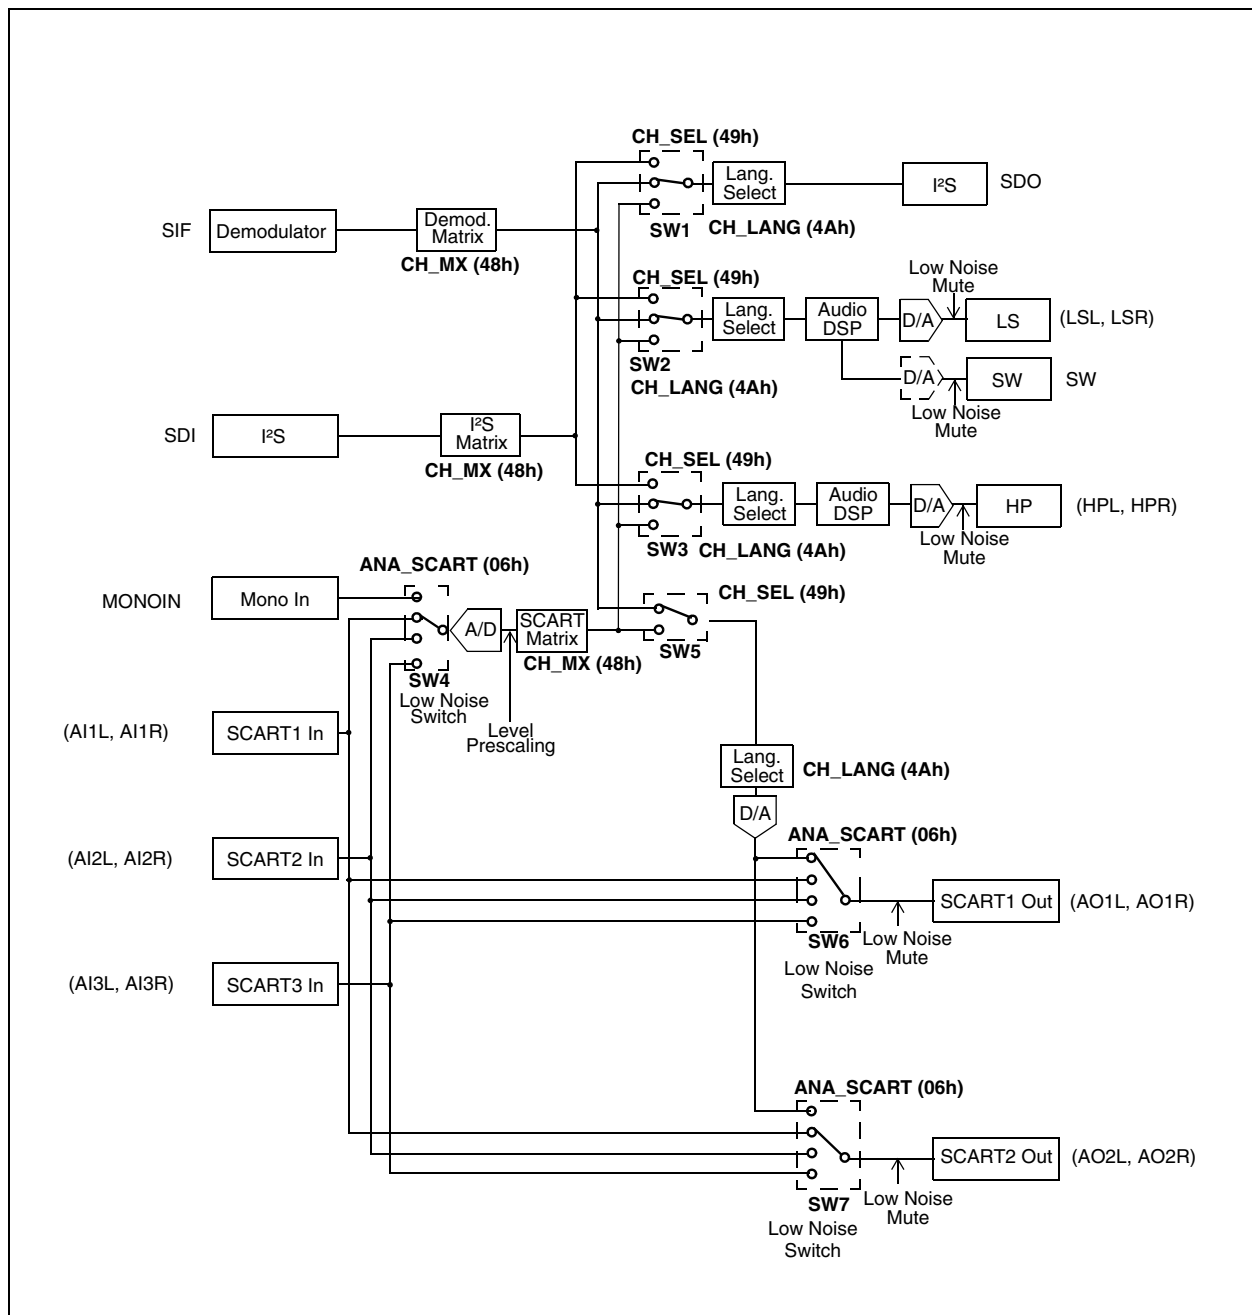 CH_SEL (49h)
Lang.
Select
I²S
SDO
SW1
CH_LANG (4Ah)
SIF
Demodulator
Demod.
Matrix
CH_MX (48h)
CH_SEL (49h)
Lang.
Select
Audio
DSP
D/A
Low Noise
Mute
LS
(LSL, LSR)
SW2
CH_LANG (4Ah)
D/A
SW
SW
Low Noise
Mute
SDI
I²S
I²S
Matrix
CH_MX (48h)
CH_SEL (49h)
Lang.
Select
Audio
DSP
D/A
HP
(HPL, HPR)
SW3
CH_LANG (4Ah)
Low Noise
Mute
ANA_SCART (06h)
MONOIN
Mono In
A/D
SCART
Matrix
CH_MX (48h)
CH_SEL (49h)
SW5
SW4
Low Noise
Switch
Level
Prescaling
(AI1L, AI1R)
SCART1 In
Lang.
Select
CH_LANG (4Ah)
D/A
(AI2L, AI2R)
SCART2 In
ANA_SCART (06h)
SCART1 Out
(AO1L, AO1R)
SW6
Low Noise
Switch
Low Noise
Mute
(AI3L, AI3R)
SCART3 In
ANA_SCART (06h)
SCART2 Out
(AO2L, AO2R)
SW7
Low Noise
Switch
Low Noise
Mute